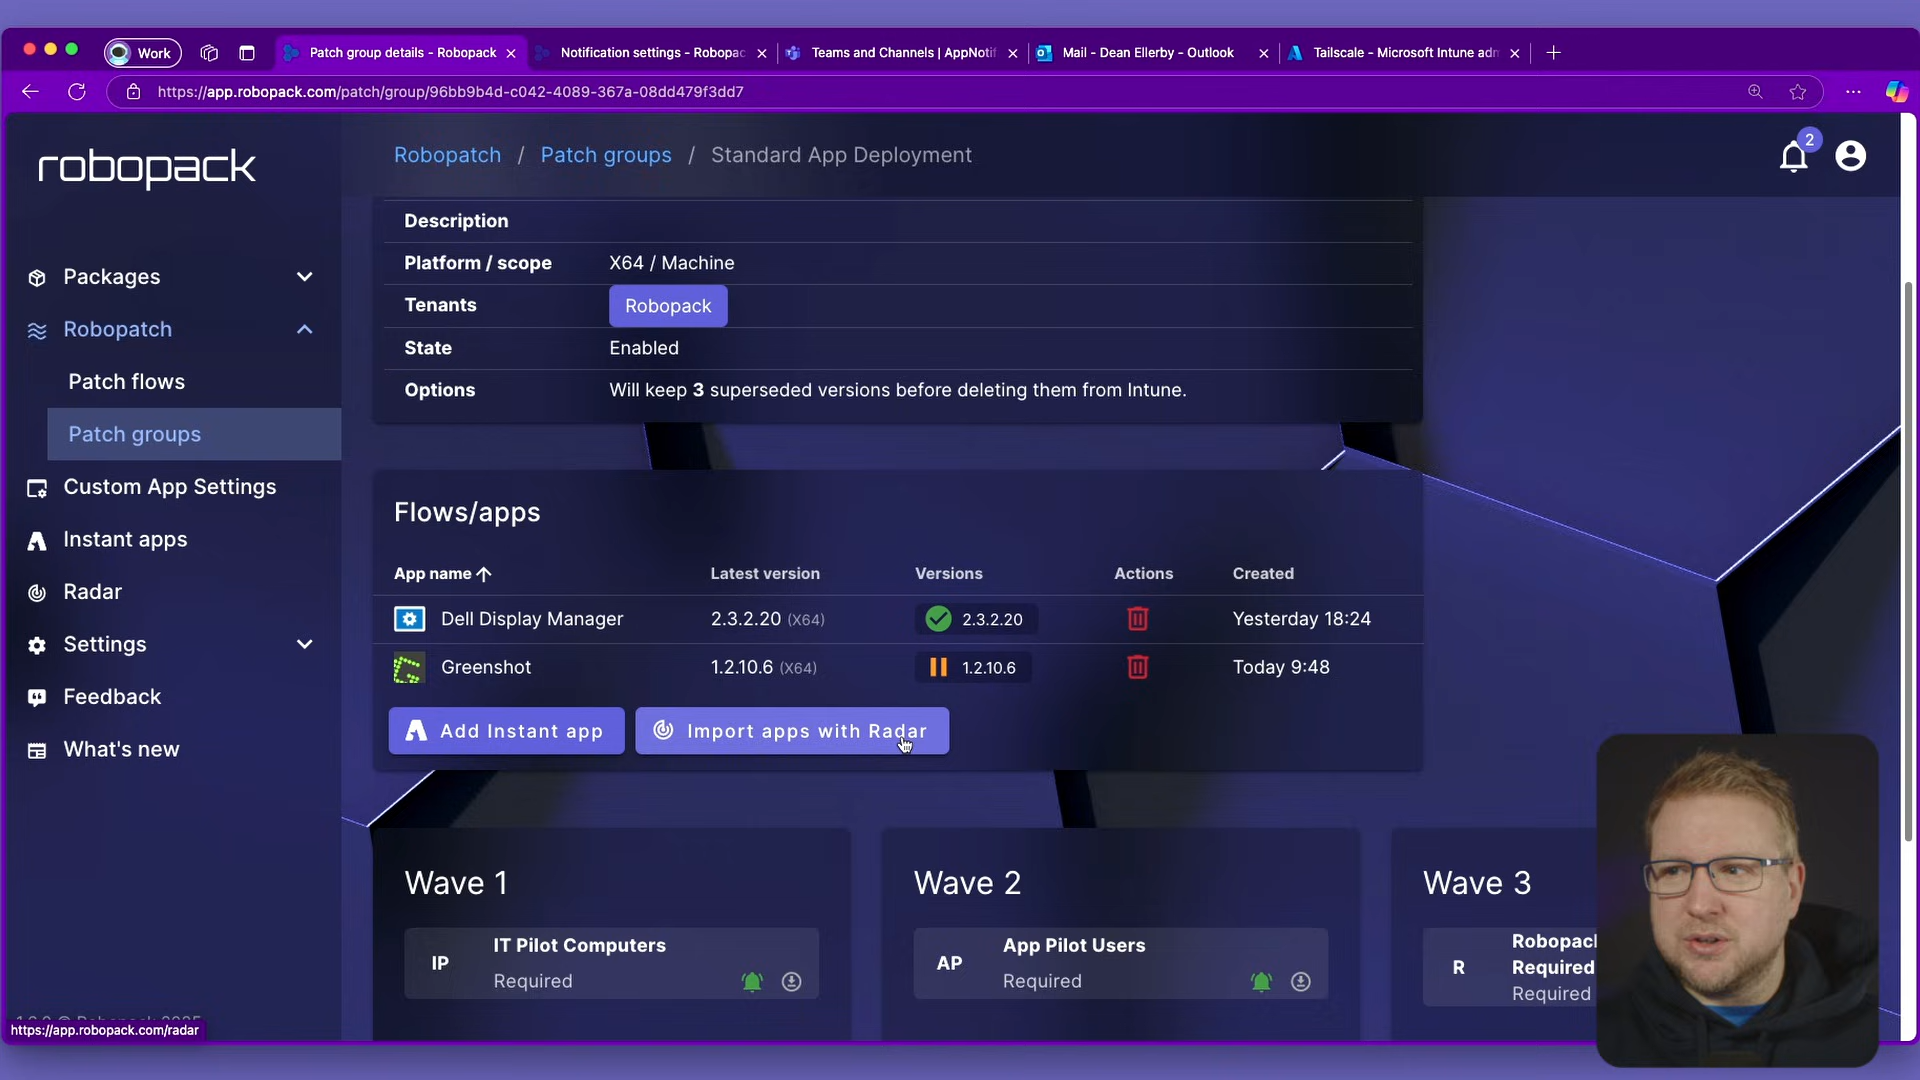 Work
Patch group details - Robopack
Notification settings - Robopac
Teams and Channels | AppNotif
Mail - Dean Ellerby - Outlook
Tailscale - Microsoft Intune adm
https://app.robopack.com/patch/group/96bb9b4d-c042-4089-367a-08dd479f3dd7
robopack
Robopatch / Patch groups / Standard App Deployment
2
Packages
Robopatch
Patch flows
Patch groups
Custom App Settings
Instant apps
Radar
Settings
Feedback
What's new
https://app.robopack.com/radar
Description
Platform / scope X64 / Machine
Tenants Robopack
State Enabled
Options Will keep 3 superseded versions before deleting them from Intune.
Flows/apps
App name Latest version Versions Actions Created
Dell Display Manager 2.3.2.20 (X64) 2.3.2.20 Yesterday 18:24
Greenshot 1.2.10.6 (X64) 1.2.10.6 Today 9:48
Add Instant app
Import apps with Radar
Wave 1
IP
IT Pilot Computers
Required
Wave 2
AP
App Pilot Users
Required
Wave 3
R
Robopac
Required
Required